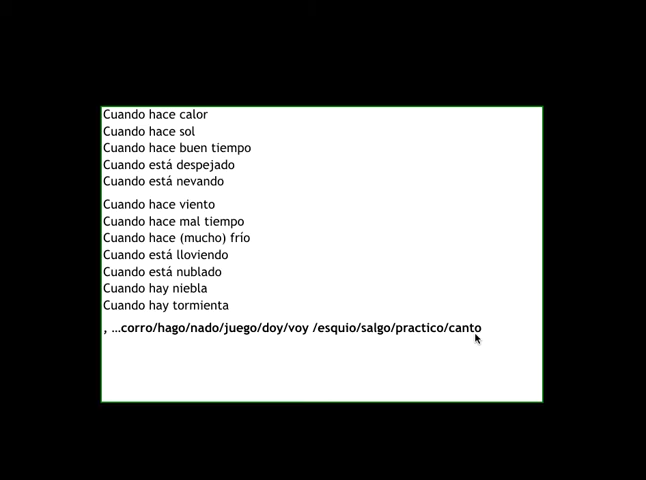 Cuando hace calor
Cuando hace sol
Cuando hace buen tiempo
Cuando está despejado
Cuando está nevando
Cuando hace viento
Cuando hace mal tiempo
Cuando hace (mucho) frío
Cuando está lloviendo
Cuando está nublado
Cuando hay niebla
Cuando hay tormienta
, …corro/hago/nado/juego/doy/voy /esquio/salgo/practico/canto